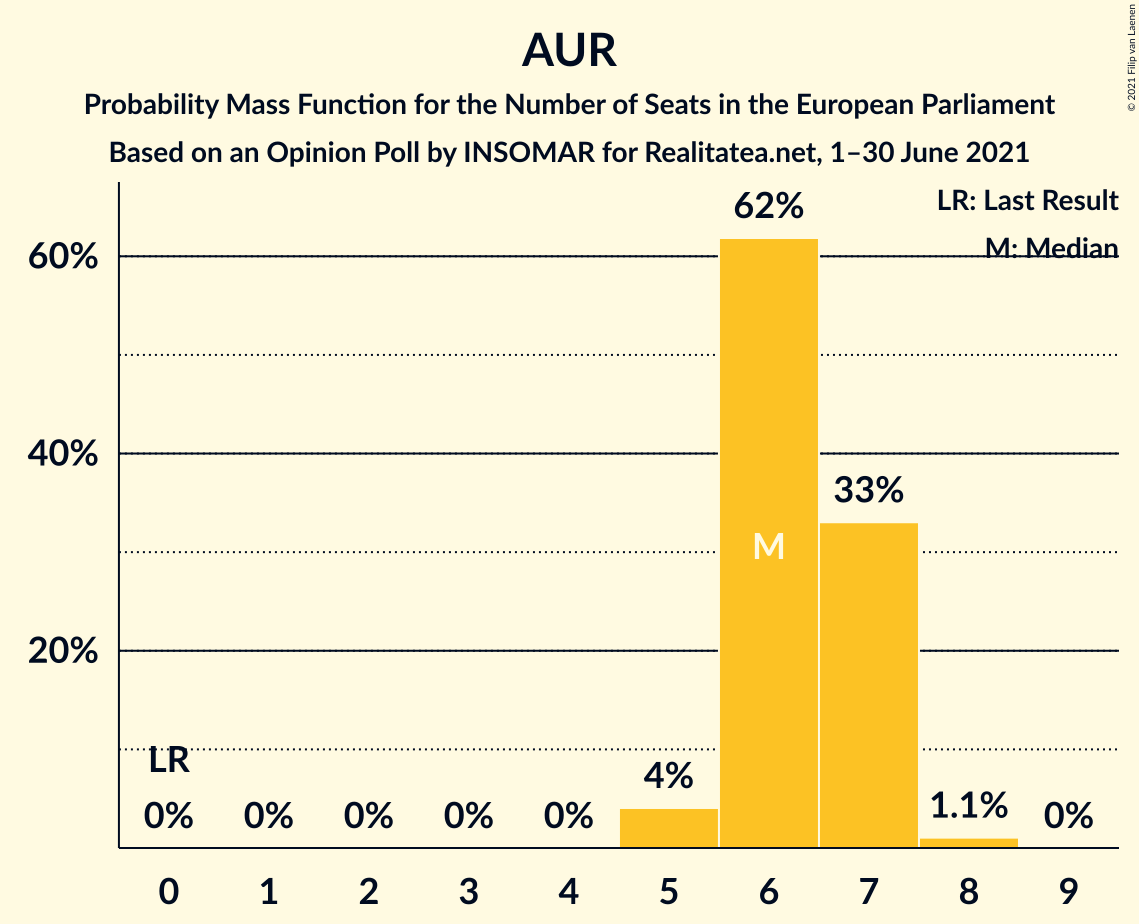 AUR
Probability Mass Function for the Number of Seats in the European Parliament
Based on an Opinion Poll by INSOMAR for Realitatea.net, 1–30 June 2021
© 2021 Filip van Laenen
LR: Last Result
M: Median
62%
60%
40%
33%
M
20%
LR
4%
0% 0% 0% 0% 0% 1.1% 0%
0 1 2 3 4 5 6 7 8 9